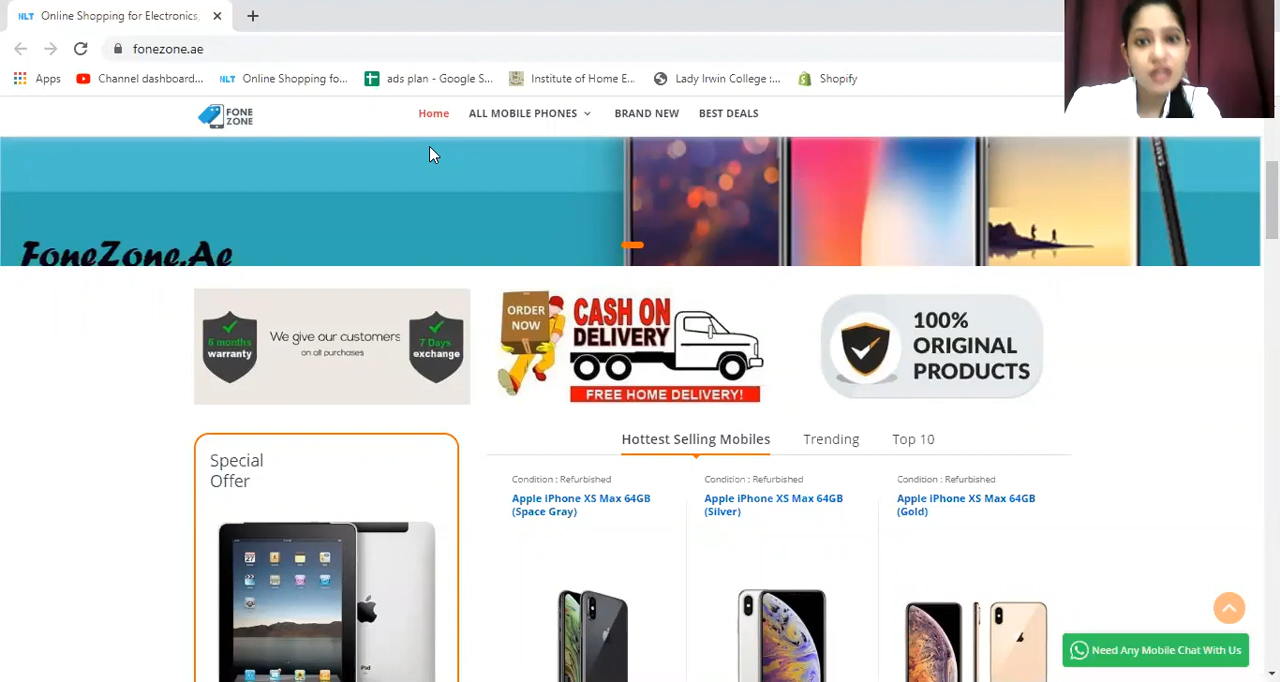 NLT Online Shopping for Electronics,
fonezone.ae
Apps Channel dashboard... NLT Online Shopping fo... ads plan - Google S... Institute of Home E... Lady Irwin College :... Shopify
FONE
ZONE
Home ALL MOBILE PHONES BRAND NEW BEST DEALS
FoneZone.Ae
6 months
warranty
We give our customers
on all purchases
7 Days
exchange
ORDER
NOW
CASH ON
DELIVERY
FREE HOME DELIVERY!
100%
ORIGINAL
PRODUCTS
Special
Offer
iPad
Hottest Selling Mobiles Trending Top 10
Condition : Refurbished
Apple iPhone XS Max 64GB
(Space Gray)
Condition : Refurbished
Apple iPhone XS Max 64GB
(Silver)
Condition : Refurbished
Apple iPhone XS Max 64GB
(Gold)
Need Any Mobile Chat With Us